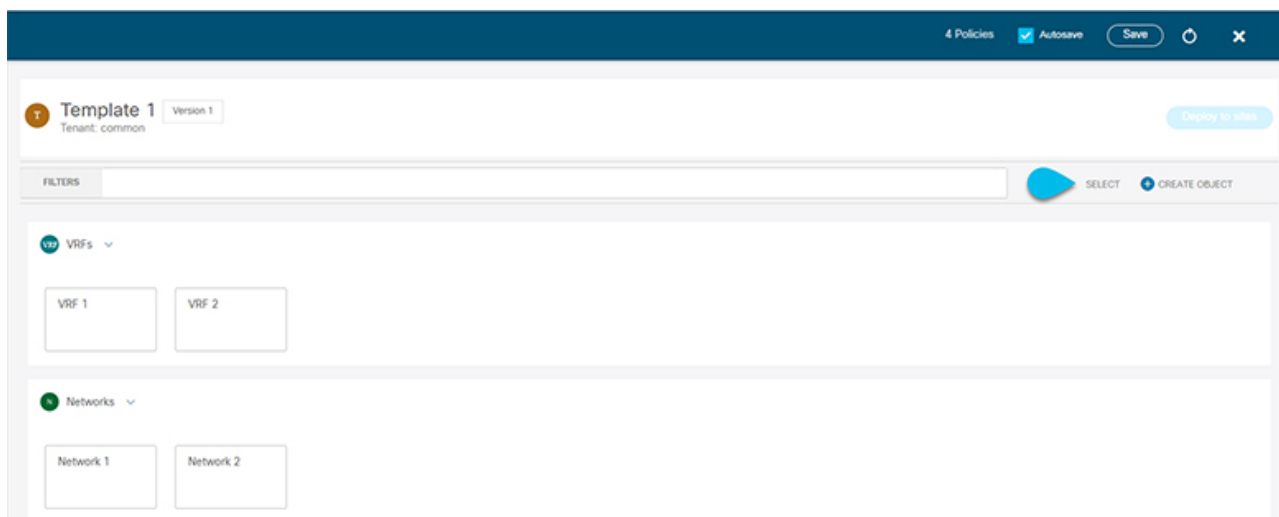 4 Policies Autosave Save
T Template 1 Version 1
Tenant: common
Deploy to sites
FILTERS SELECT CREATE OBJECT
VRF VRFs
VRF 1 VRF 2
N Networks
Network 1 Network 2